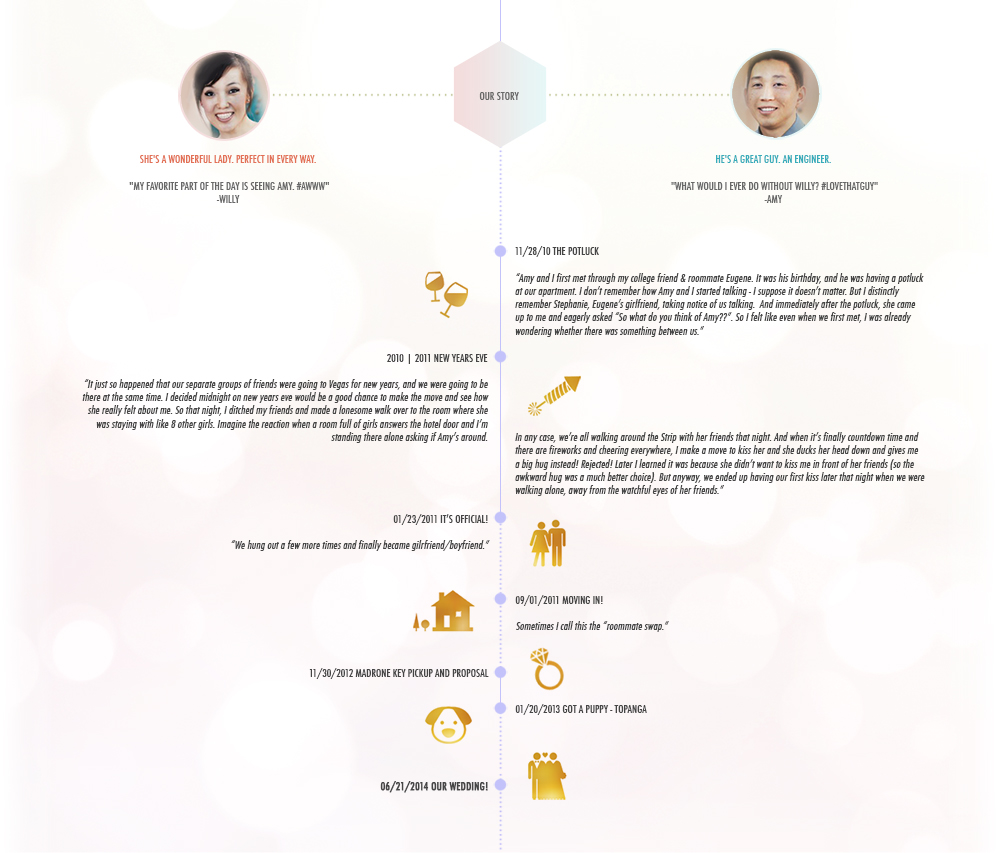 OUR STORY
SHE'S A WONDERFUL LADY. PERFECT IN EVERY WAY.
"MY FAVORITE PART OF THE DAY IS SEEING AMY. #AWWW"
-WILLY
HE'S A GREAT GUY. AN ENGINEER.
"WHAT WOULD I EVER DO WITHOUT WILLY? #LOVETHATGUY"
-AMY
11/28/10 THE POTLUCK
“Amy and I first met through my college friend & roommate Eugene. It was his birthday, and he was having a potluck
at our apartment. I don’t remember how Amy and I started talking - I suppose it doesn’t matter. But I distinctly
remember Stephanie, Eugene’s girlfriend, taking notice of us talking.  And immediately after the potluck, she came
up to me and eagerly asked “So what do you think of Amy??”. So I felt like even when we first met, I was already
wondering whether there was something between us.”
2010 | 2011 NEW YEARS EVE
“It just so happened that our separate groups of friends were going to Vegas for new years, and we were going to be
there at the same time. I decided midnight on new years eve would be a good chance to make the move and see how
she really felt about me. So that night, I ditched my friends and made a lonesome walk over to the room where she
was staying with like 8 other girls. Imagine the reaction when a room full of girls answers the hotel door and I’m
standing there alone asking if Amy’s around.
In any case, we’re all walking around the Strip with her friends that night. And when it’s finally countdown time and
there are fireworks and cheering everywhere, I make a move to kiss her and she ducks her head down and gives me
a big hug instead! Rejected! Later I learned it was because she didn’t want to kiss me in front of her friends (so the
awkward hug was a much better choice). But anyway, we ended up having our first kiss later that night when we were
walking alone, away from the watchful eyes of her friends.”
01/23/2011 IT’S OFFICIAL!
“We hung out a few more times and finally became gilrfriend/boyfriend.”
09/01/2011 MOVING IN!
Sometimes I call this the “roommate swap.”
11/30/2012 MADRONE KEY PICKUP AND PROPOSAL
01/20/2013 GOT A PUPPY - TOPANGA
06/21/2014 OUR WEDDING!